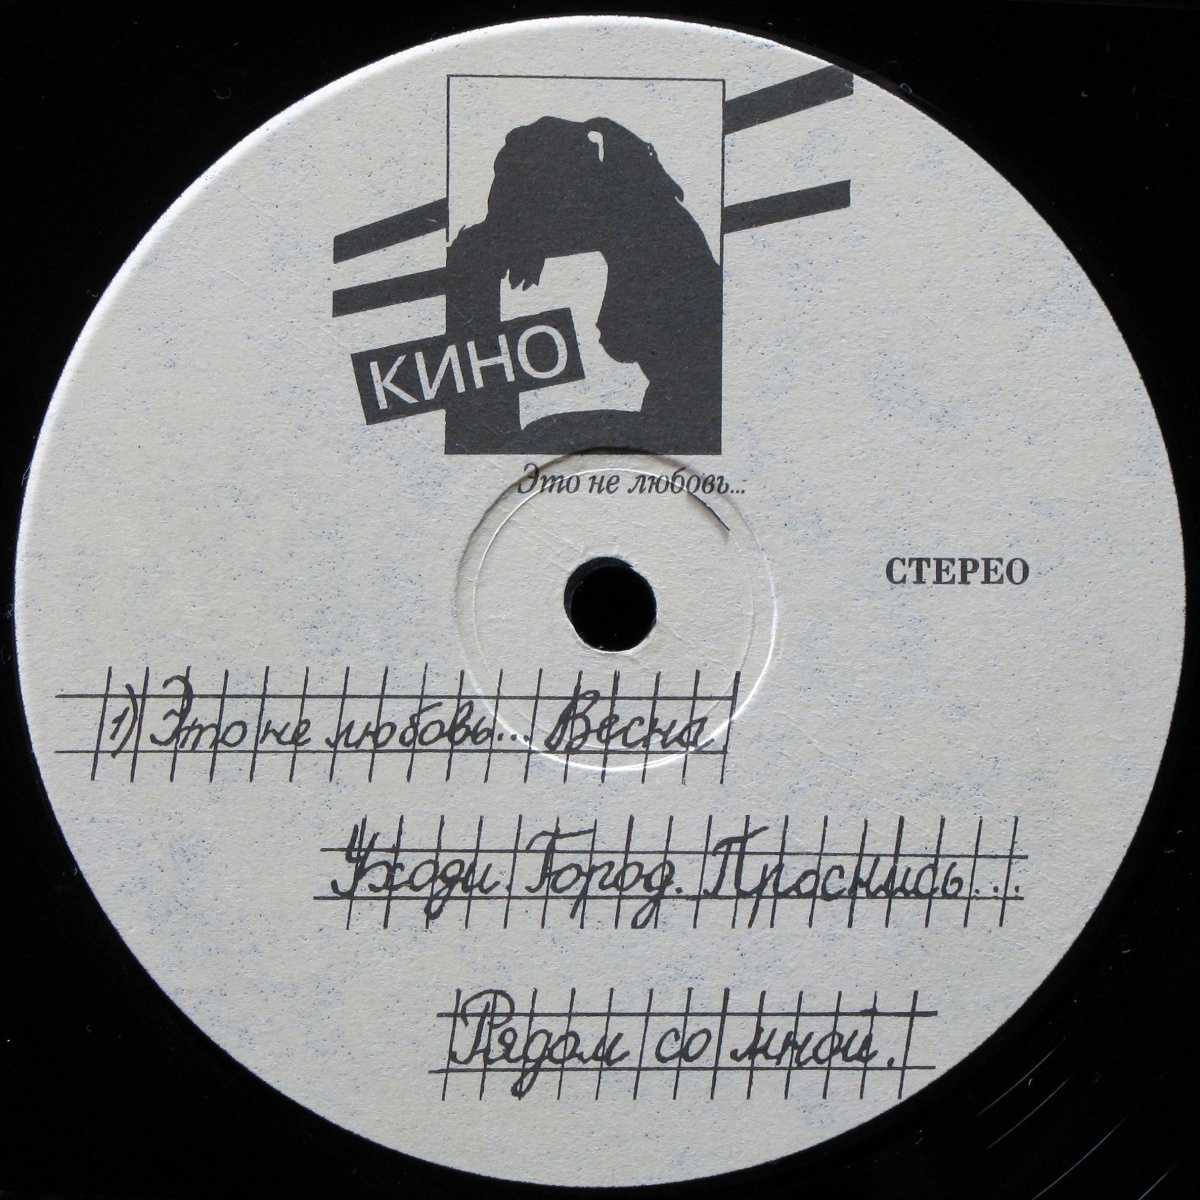 КИНО
Это не любовь...
СТЕРЕО
1) Это не любовь... Весна.
Уходи. Город. Проснись...
Рядом со мной.